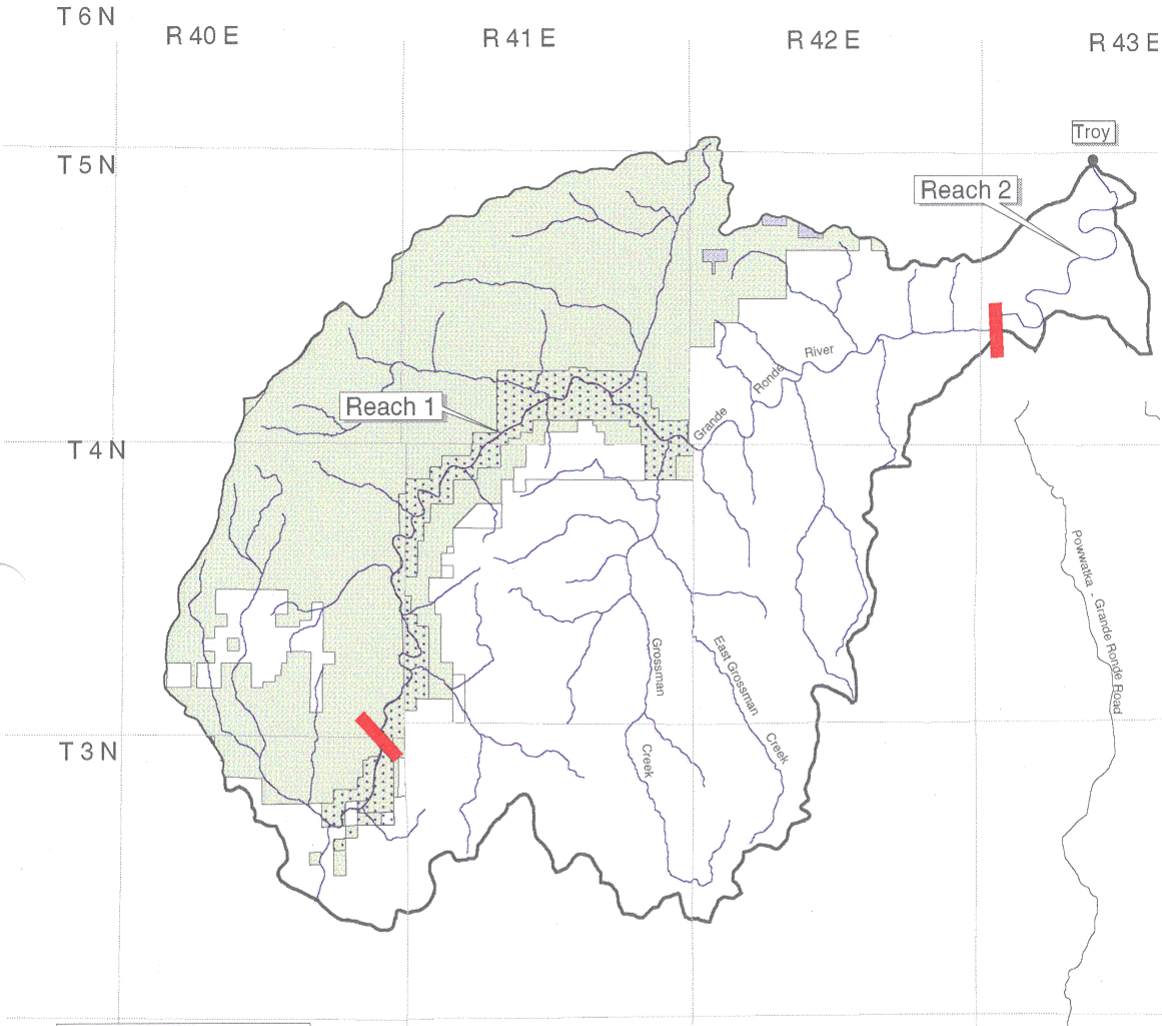 T 6 N
R 40 E
R 41 E
R 42 E
R 43 E
Troy
T 5 N
Reach 2
River
Ronde
Reach 1
Grande
T 4 N
Powwatka - Grande Ronde Road
Grossman
East Grossman
T 3 N
Creek
Creek